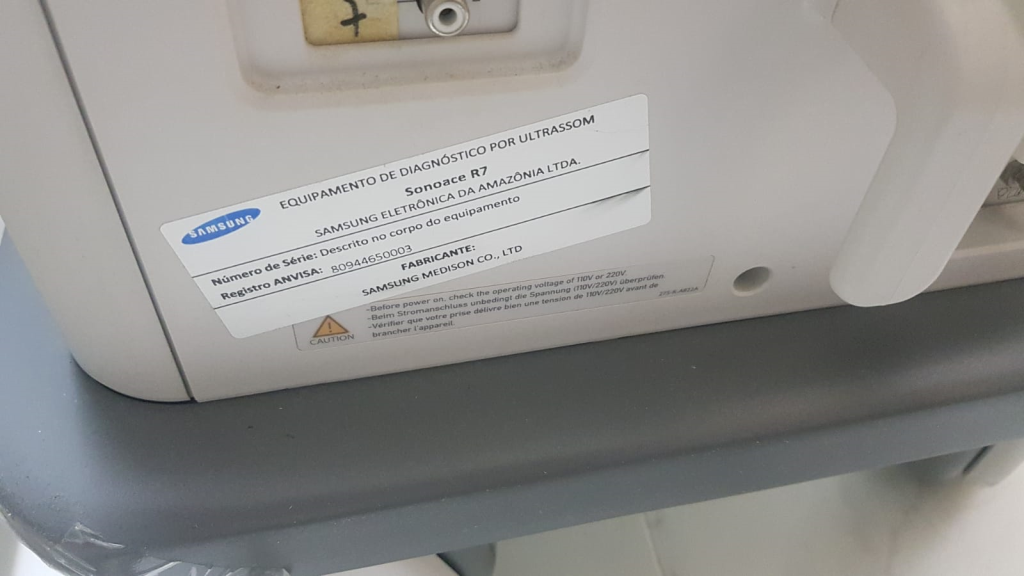 t
EQUIPAMENTO DE DIAGNÓSTICO POR ULTRASSOM
Sonoace R7
SAMSUNG
SAMSUNG ELETRÔNICA DA AMAZÔNIA LTDA.
Número de Série: Descrito no corpo do equipamento
Registro ANVISA: 80944650003
FABRICANTE:
SAMSUNG MEDISON CO., LTD
-Before power on, check the operating voltage of 110V or 220V.
-Beim Stromanschluss unbedingt die Spannung (110V/220V) überprüfen.
-Vérifier que votre prise délivre bien une tension de 110V/220V avant de
brancher l'appareil.
CAUTION